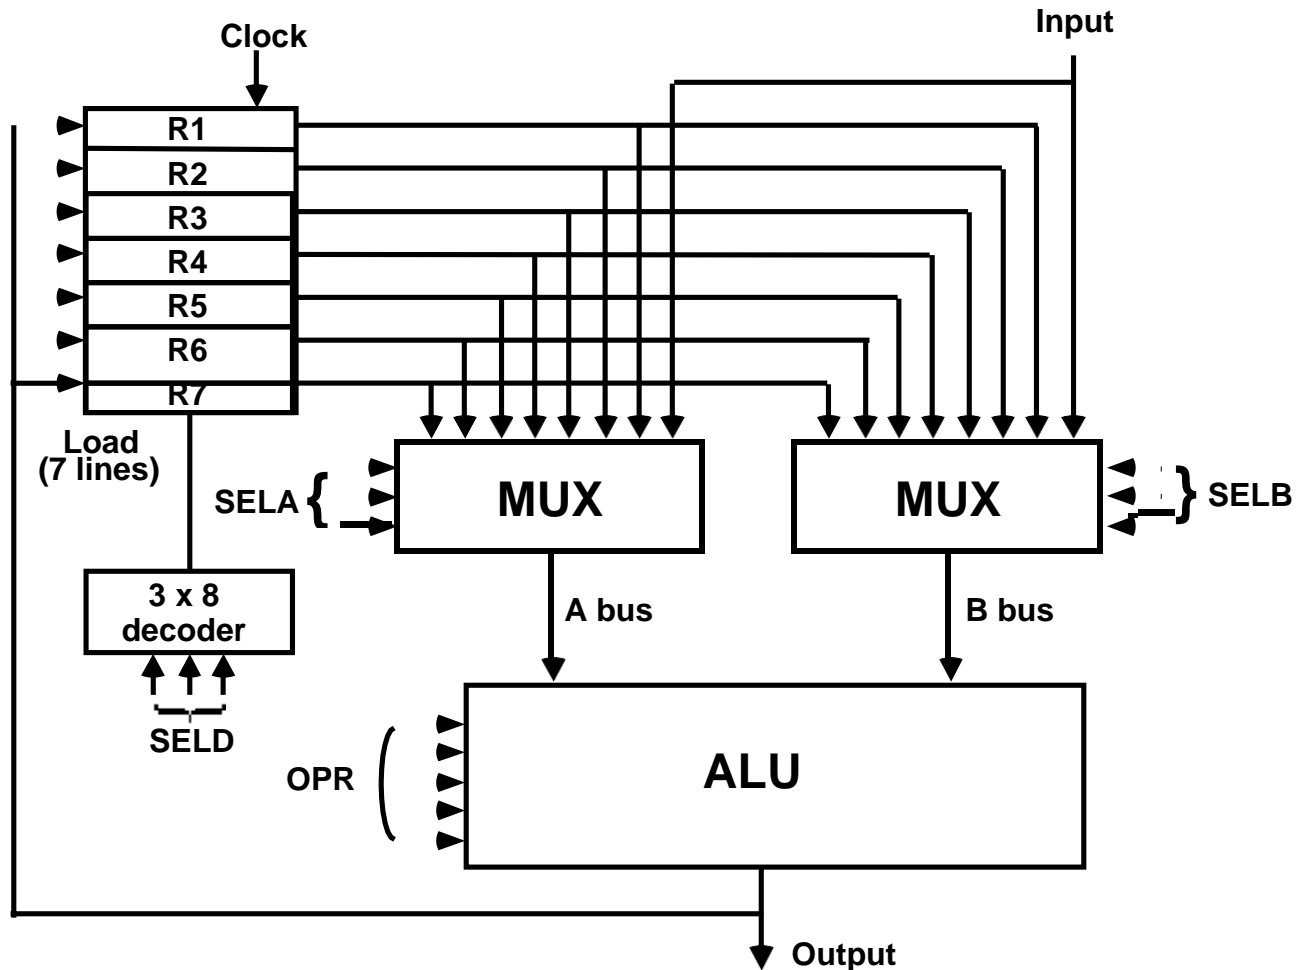 Input
Clock
R1
R2
R3
R4
R5
R6
R7
Load
(7 lines)
SELA {
MUX
MUX
} SELB
3 x 8
decoder
A bus
B bus
SELD
OPR
ALU
Output